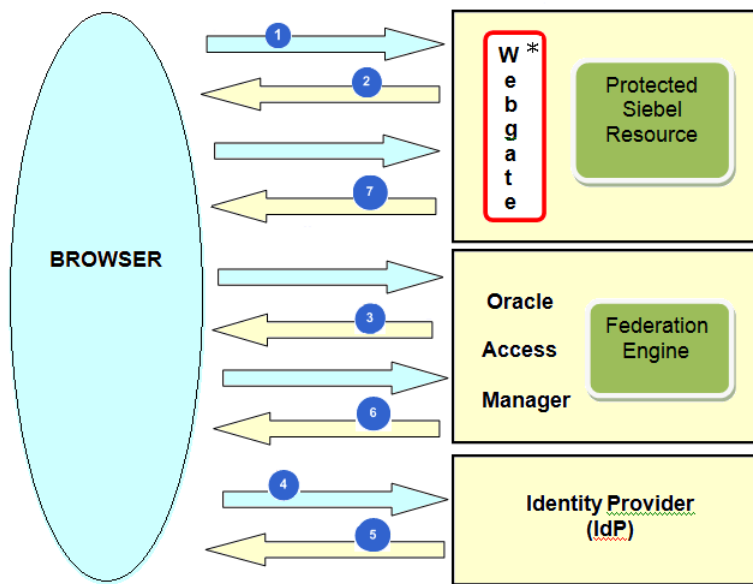 BROWSER
1
2
7
3
6
4
5
W *
e
b
g
a
t
e
Protected
Siebel
Resource
Oracle
Access
Manager
Federation
Engine
Identity Provider
(IdP)